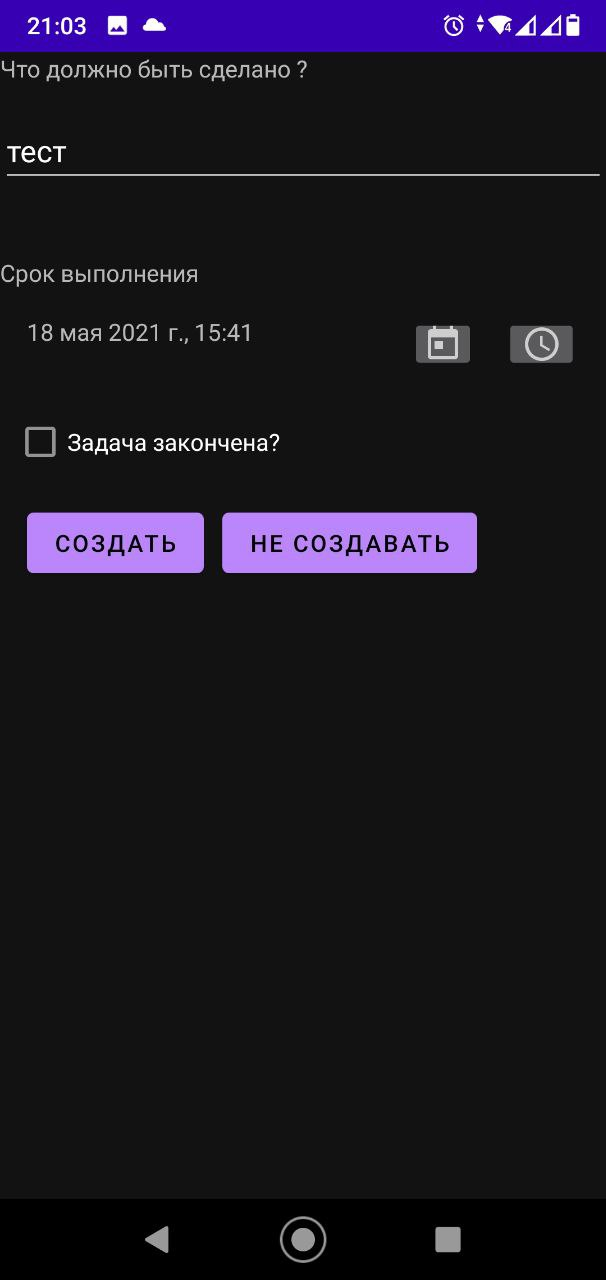 21:03
4
Что должно быть сделано ?
тест
Срок выполнения
18 мая 2021 г., 15:41
Задача закончена?
СОЗДАТЬ НЕ СОЗДАВАТЬ